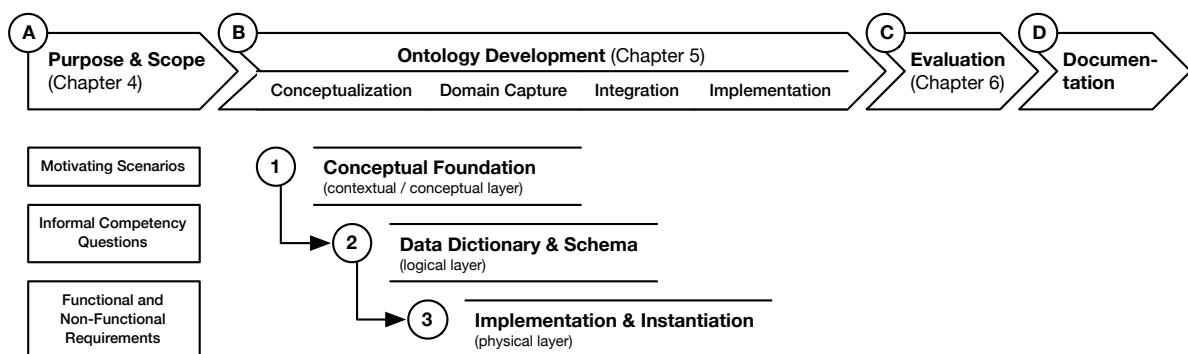 A
Purpose & Scope
(Chapter 4)
B
Ontology Development (Chapter 5)
Conceptualization Domain Capture Integration Implementation
C
Evaluation
(Chapter 6)
D
Documen-
tation
Motivating Scenarios
Informal Competency
Questions
Functional and
Non-Functional
Requirements
1
Conceptual Foundation
(contextual / conceptual layer)
2
Data Dictionary & Schema
(logical layer)
3
Implementation & Instantiation
(physical layer)